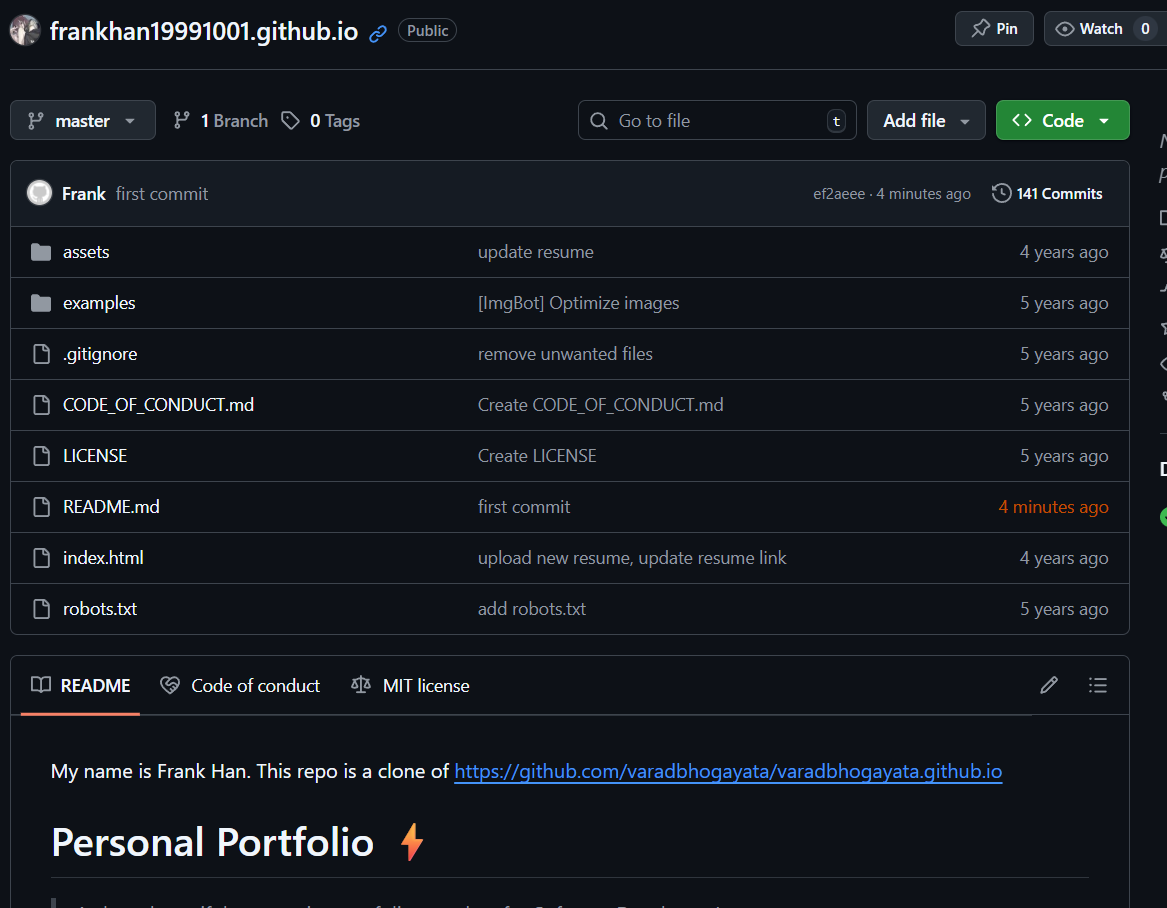 frankhan19991001.github.io Public Pin Watch 0
master 1 Branch 0 Tags Go to file t Add file Code
Frank first commit ef2aeee · 4 minutes ago 141 Commits
assets update resume 4 years ago
examples [ImgBot] Optimize images 5 years ago
.gitignore remove unwanted files 5 years ago
CODE_OF_CONDUCT.md Create CODE_OF_CONDUCT.md 5 years ago
LICENSE Create LICENSE 5 years ago
README.md first commit 4 minutes ago
index.html upload new resume, update resume link 4 years ago
robots.txt add robots.txt 5 years ago
README Code of conduct MIT license
My name is Frank Han. This repo is a clone of https://github.com/varadbhogayata/varadbhogayata.github.io
Personal Portfolio ⚡